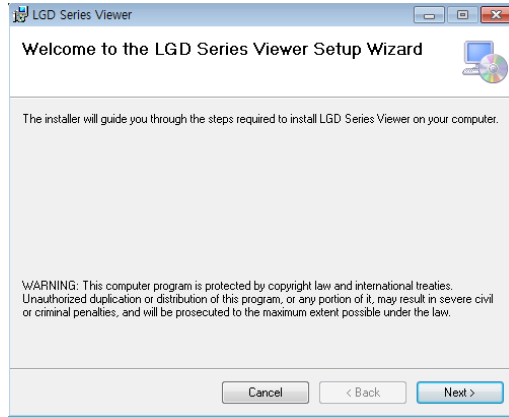 LGD Series Viewer
Welcome to the LGD Series Viewer Setup Wizard
The installer will guide you through the steps required to install LGD Series Viewer on your computer.
WARNING: This computer program is protected by copyright law and international treaties.
Unauthorized duplication or distribution of this program, or any portion of it, may result in severe civil
or criminal penalties, and will be prosecuted to the maximum extent possible under the law.
Cancel
< Back
Next >